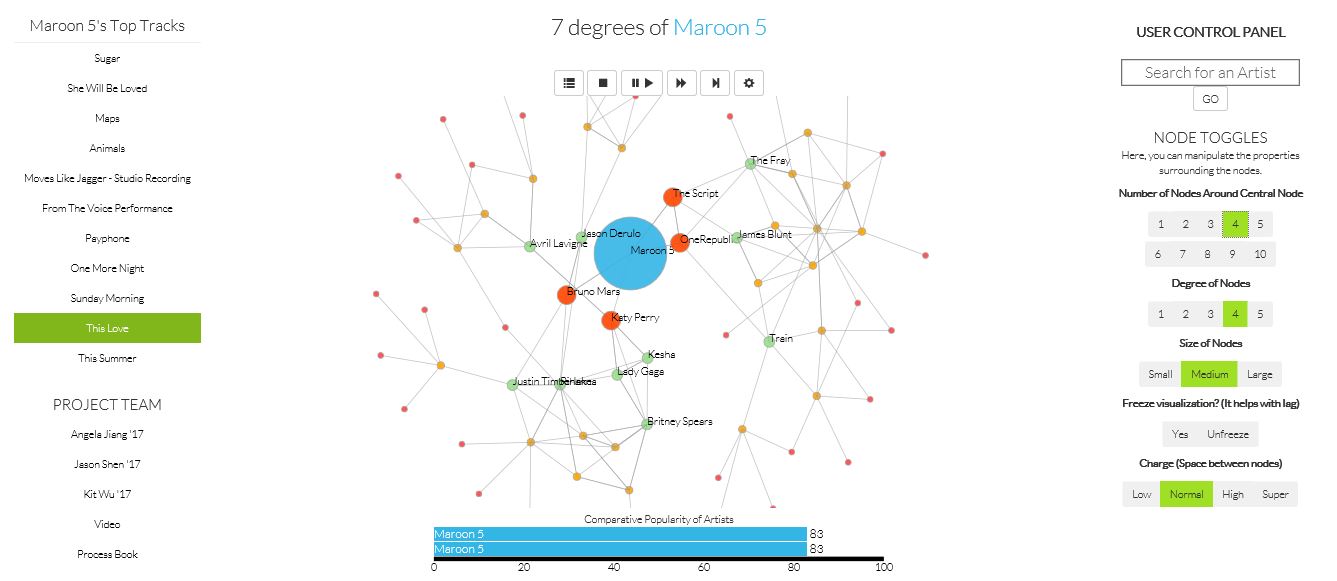 Maroon 5's Top Tracks
Sugar
She Will Be Loved
Maps
Animals
Moves Like Jagger - Studio Recording
From The Voice Performance
Payphone
One More Night
Sunday Morning
This Love
This Summer
PROJECT TEAM
Angela Jiang '17
Jason Shen '17
Kit Wu '17
Video
Process Book
7 degrees of Maroon 5
The Fray
The Script
Jason Derulo
OneRepubli
James Blunt
Avril Lavigne
Maroon 5
Bruno Mars
Katy Perry
Train
Kesha
Lady Gaga
Justin Timberlake
Britney Spears
Comparative Popularity of Artists
Maroon 5 83
Maroon 5 83
0 20 40 60 80 100
USER CONTROL PANEL
Search for an Artist
GO
NODE TOGGLES
Here, you can manipulate the properties
surrounding the nodes.
Number of Nodes Around Central Node
1 2 3 4 5
6 7 8 9 10
Degree of Nodes
1 2 3 4 5
Size of Nodes
Small Medium Large
Freeze visualization? (It helps with lag)
Yes Unfreeze
Charge (Space between nodes)
Low Normal High Super